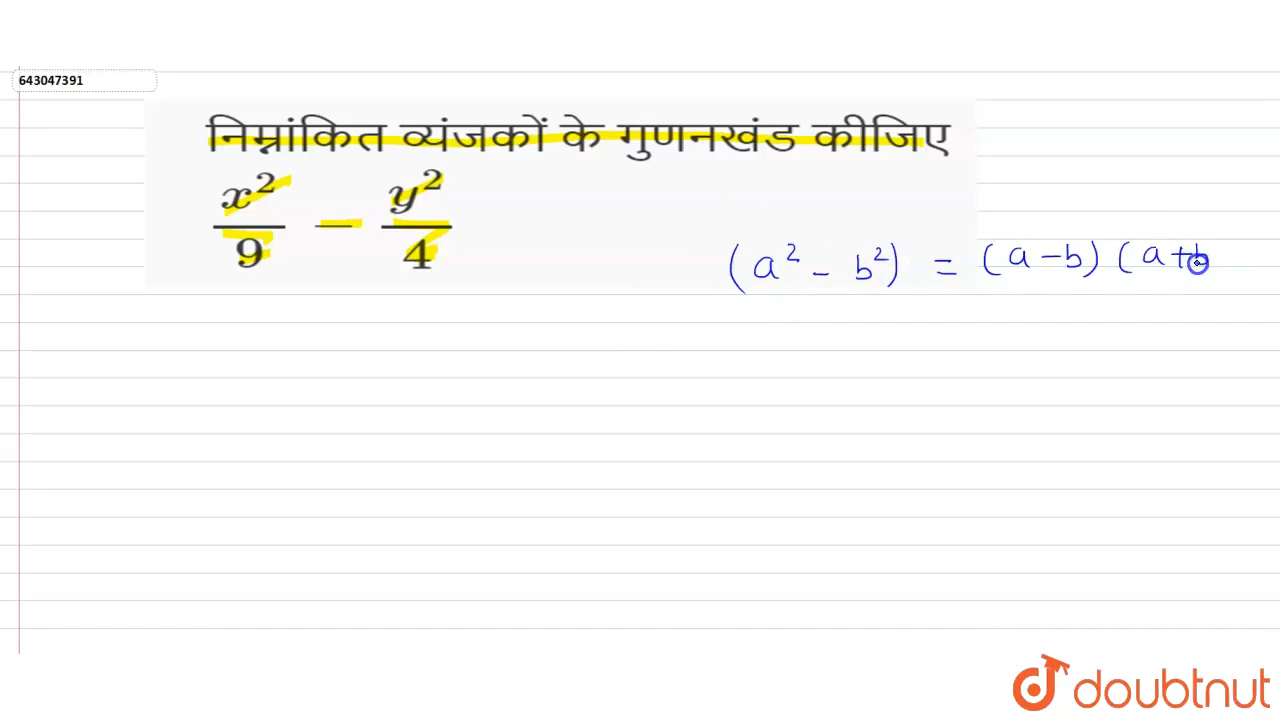 643047391
निम्नांकित व्यंजकों के गुणनखंड कीजिए
x²/9 − y²/4
(a² − b²) = (a − b) (a + b
doubtnut